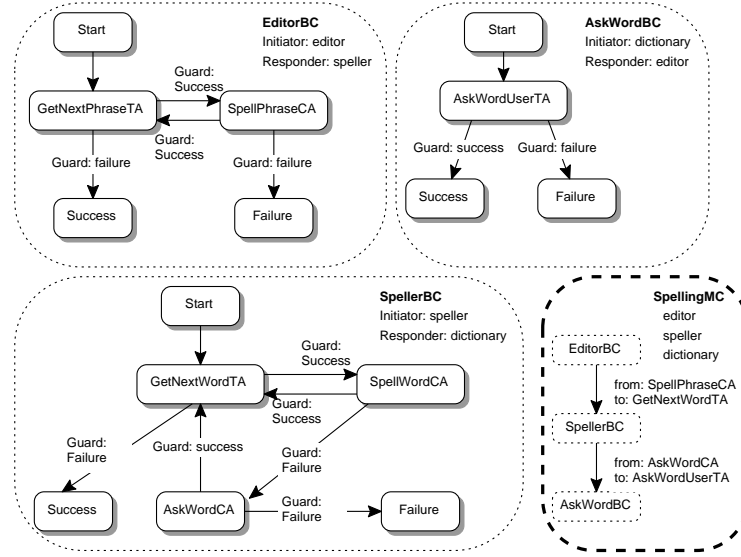 Start
EditorBC
Initiator: editor
Responder: speller
Guard:
Success
GetNextPhraseTA
SpellPhraseCA
Guard:
Success
Guard: failure
Guard: failure
Success
Failure
Start
AskWordBC
Initiator: dictionary
Responder: editor
AskWordUserTA
Guard: success
Guard: failure
Success
Failure
Start
SpellerBC
Initiator: speller
Responder: dictionary
Guard:
Success
GetNextWordTA
SpellWordCA
Guard:
Success
Guard:
Failure
Guard: success
Guard:
Failure
Success
AskWordCA
Guard:
Failure
Failure
SpellingMC
editor
speller
dictionary
EditorBC
from: SpellPhraseCA
to: GetNextWordTA
SpellerBC
from: AskWordCA
to: AskWordUserTA
AskWordBC